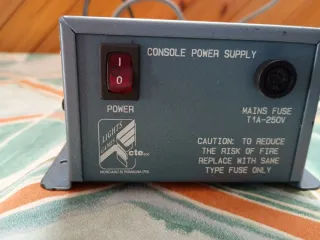 CONSOLE POWER SUPPLY
I
O
POWER
MAINS FUSE
T1A-250V
LIGHTS
cte
CAUTION: TO REDUCE
THE RISK OF FIRE
REPLACE WITH SAME
TYPE FUSE ONLY